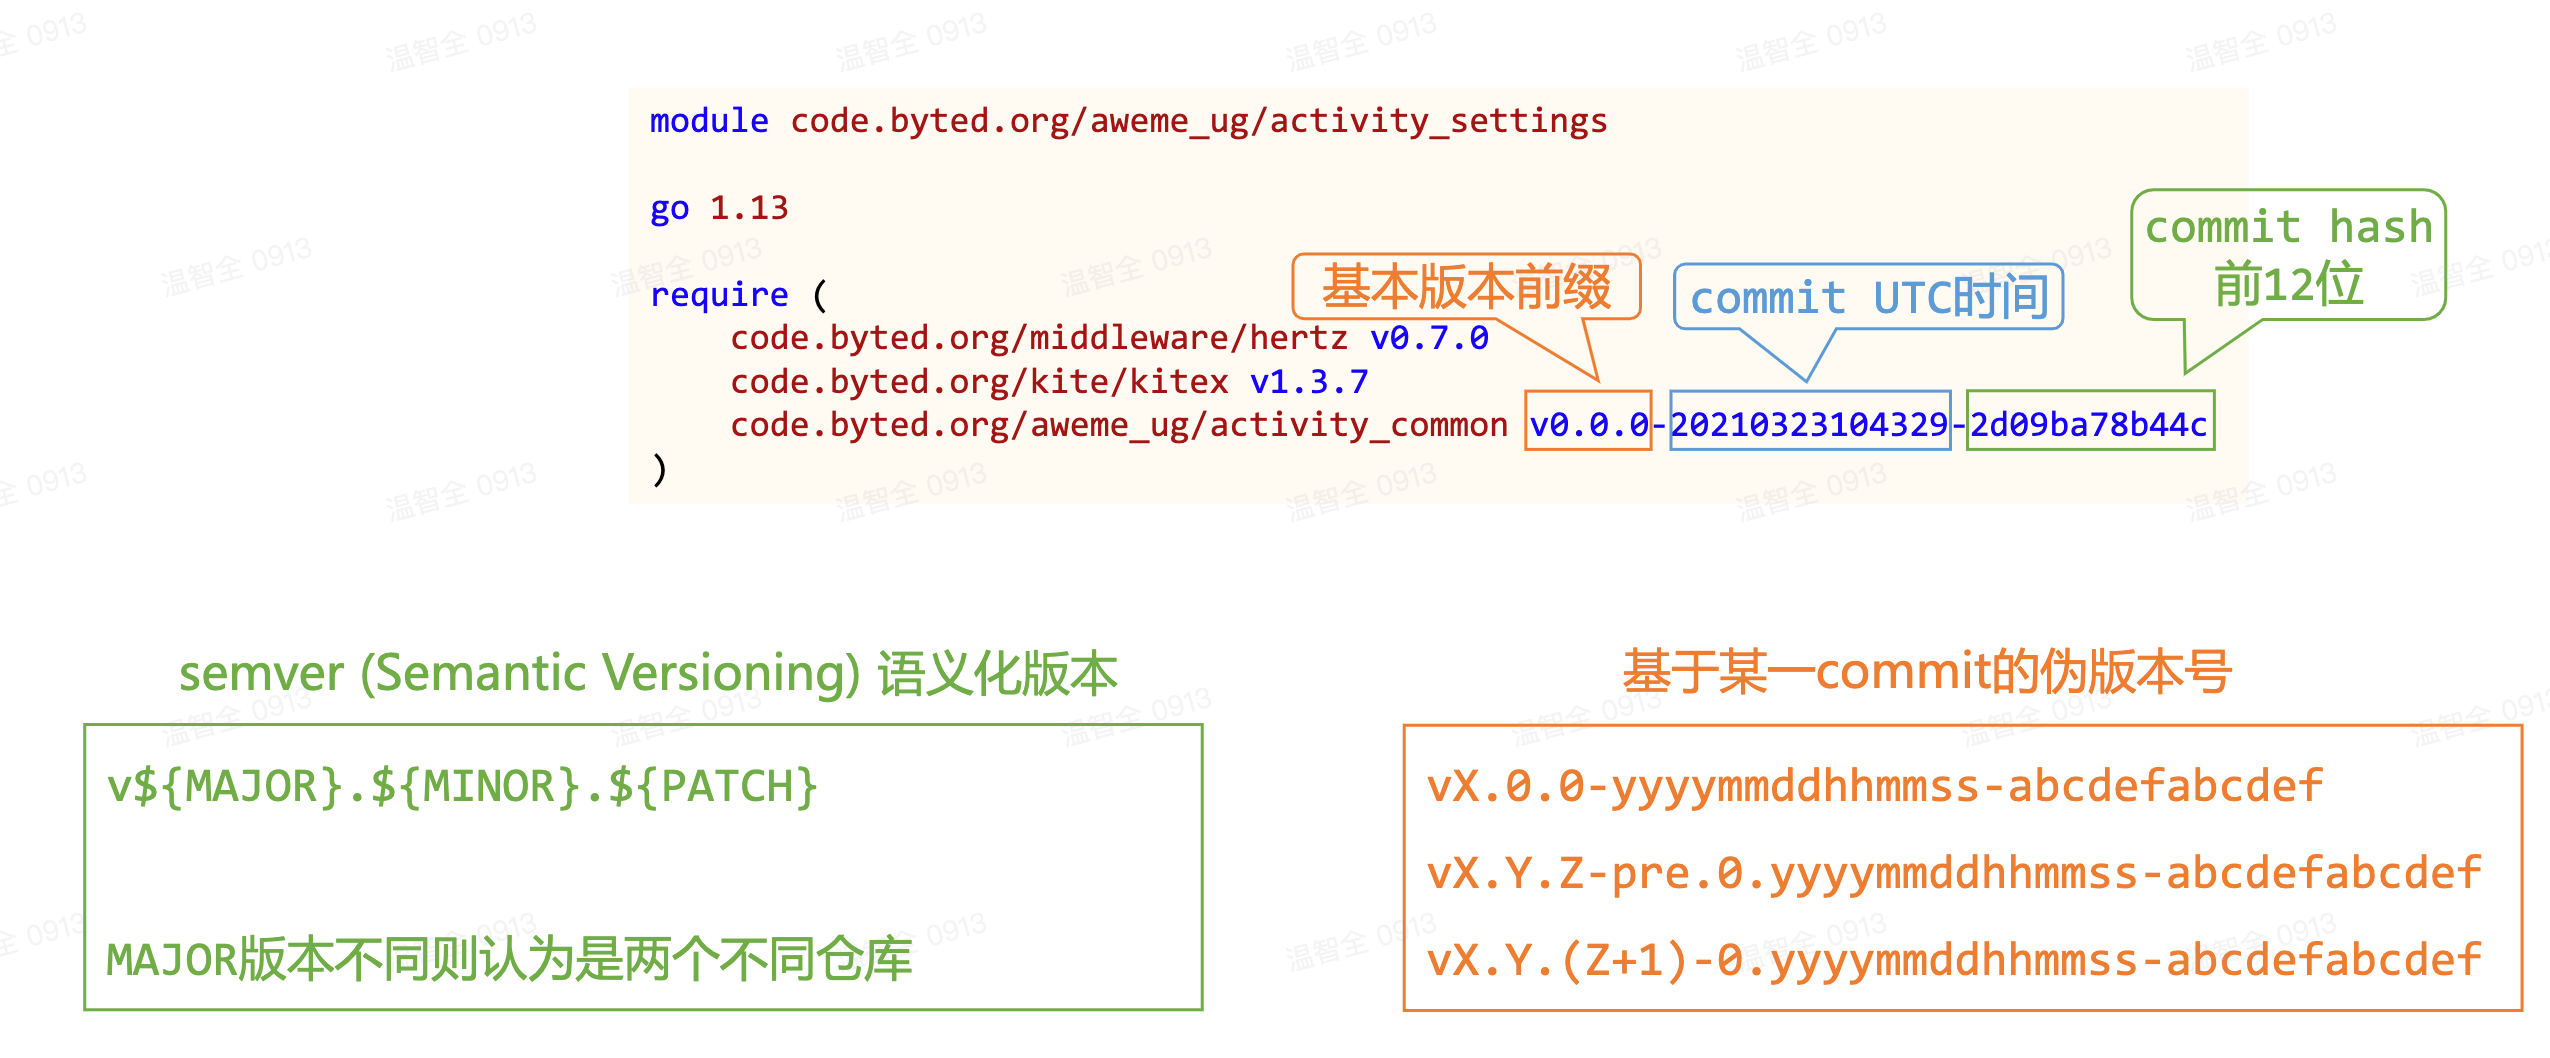 module code.byted.org/aweme_ug/activity_settings
go 1.13
require (
code.byted.org/middleware/hertz v0.7.0
code.byted.org/kite/kitex v1.3.7
code.byted.org/aweme_ug/activity_common v0.0.0-20210323104329-2d09ba78b44c
)
基本版本前缀
commit UTC时间
commit hash
前12位
semver (Semantic Versioning) 语义化版本
v${MAJOR}.${MINOR}.${PATCH}
MAJOR版本不同则认为是两个不同仓库
基于某一commit的伪版本号
vX.0.0-yyyymmddhhmmss-abcdefabcdef
vX.Y.Z-pre.0.yyyymmddhhmmss-abcdefabcdef
vX.Y.(Z+1)-0.yyyymmddhhmmss-abcdefabcdef
温智全 0913